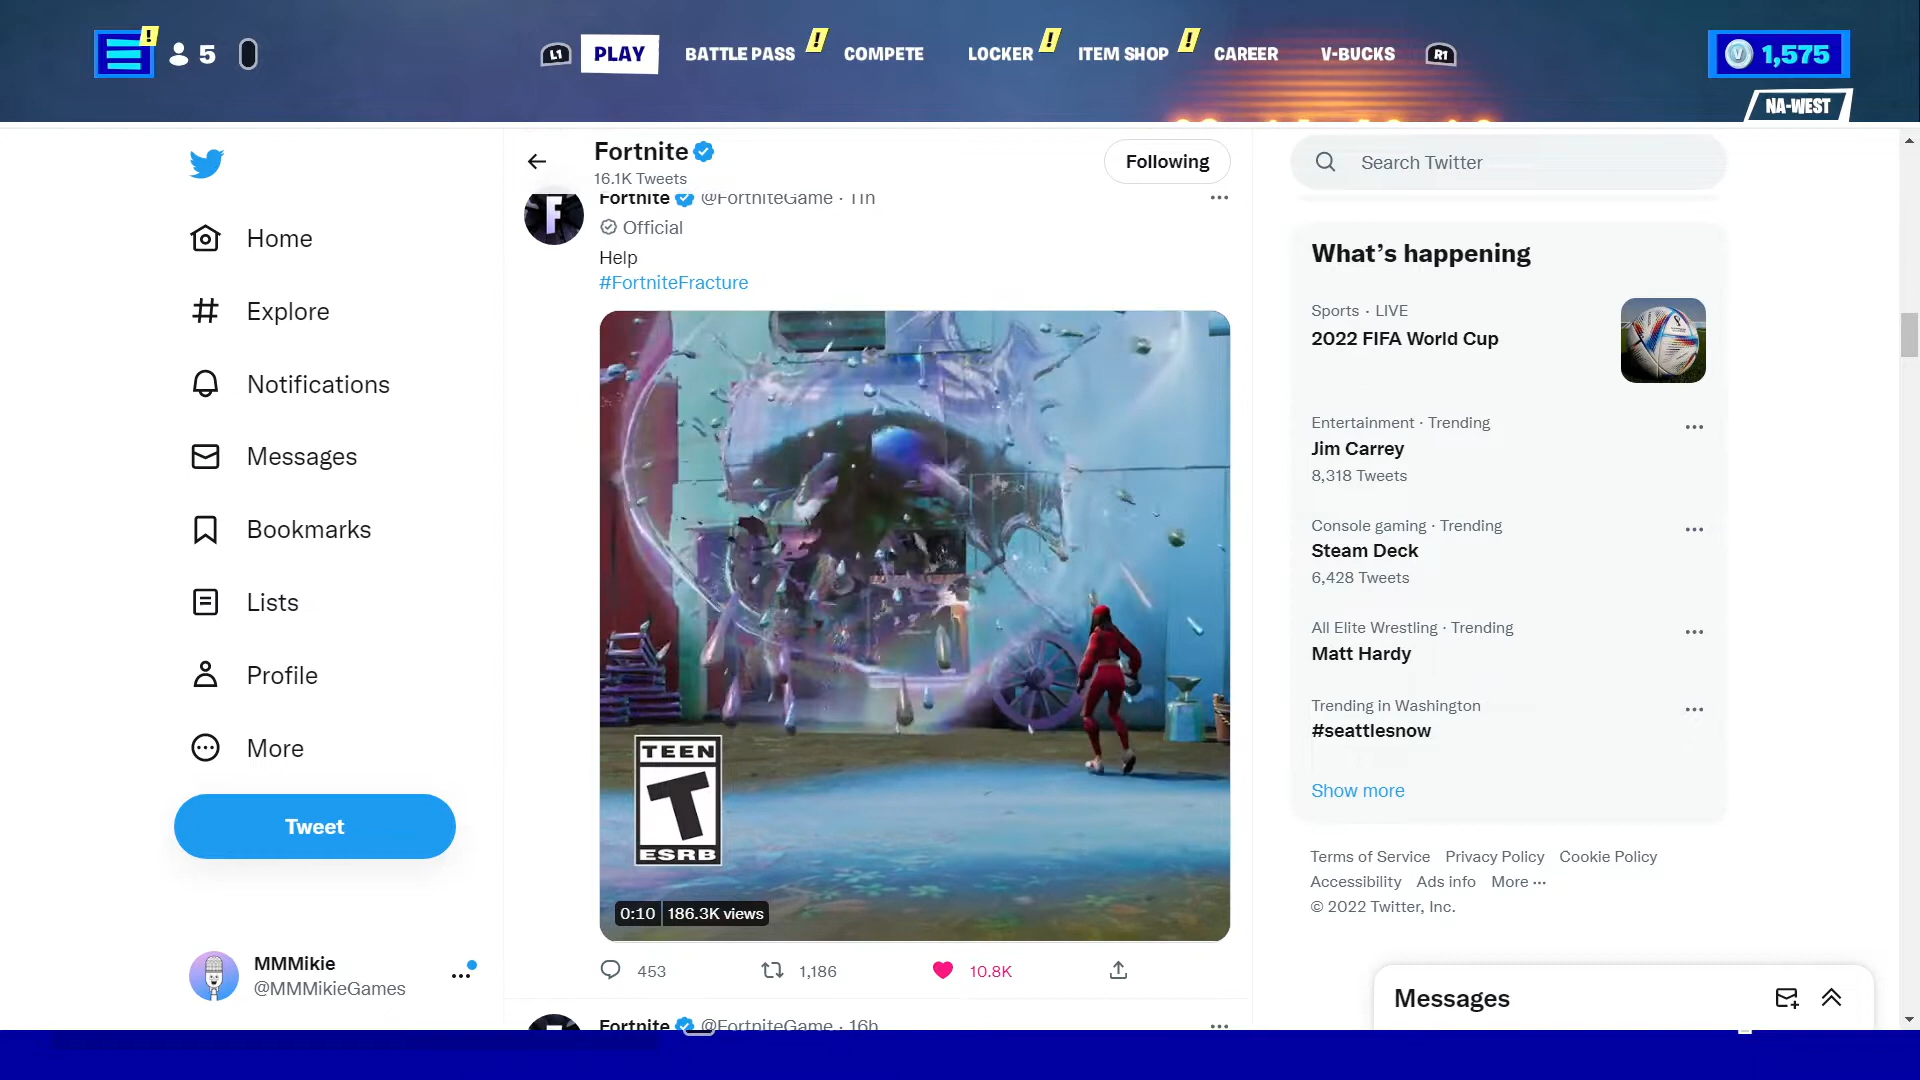 !
5
L1
PLAY
BATTLE PASS
!
COMPETE
LOCKER
!
ITEM SHOP
!
CAREER
V-BUCKS
R1
V 1,575
NA-WEST
Fortnite
16.1K Tweets
Following
Search Twitter
Home
Explore
Notifications
Messages
Bookmarks
Lists
Profile
More
Tweet
MMMikie
@MMMikieGames
Fortnite @FortniteGame · 11h
Official
Help
#FortniteFracture
TEEN
T
ESRB
0:10 186.3K views
453
1,186
10.8K
Fortnite @FortniteGame · 16h
What's happening
Sports · LIVE
2022 FIFA World Cup
Entertainment · Trending
Jim Carrey
8,318 Tweets
Console gaming · Trending
Steam Deck
6,428 Tweets
All Elite Wrestling · Trending
Matt Hardy
Trending in Washington
#seattlesnow
Show more
Terms of Service Privacy Policy Cookie Policy
Accessibility Ads info More ···
© 2022 Twitter, Inc.
Messages